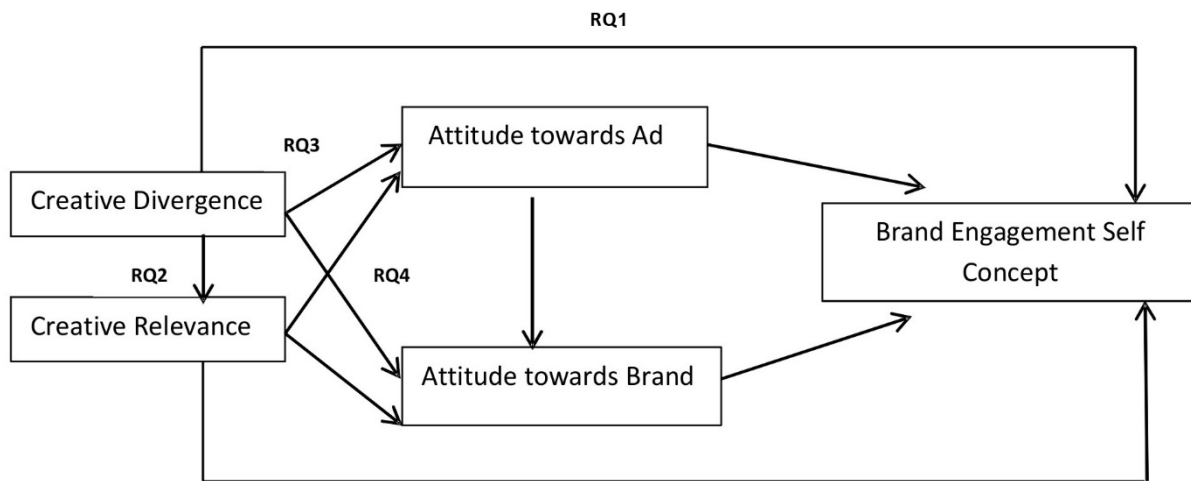 RQ1
Attitude towards Ad
RQ3
Creative Divergence
Brand Engagement Self
Concept
RQ2
RQ4
Creative Relevance
Attitude towards Brand